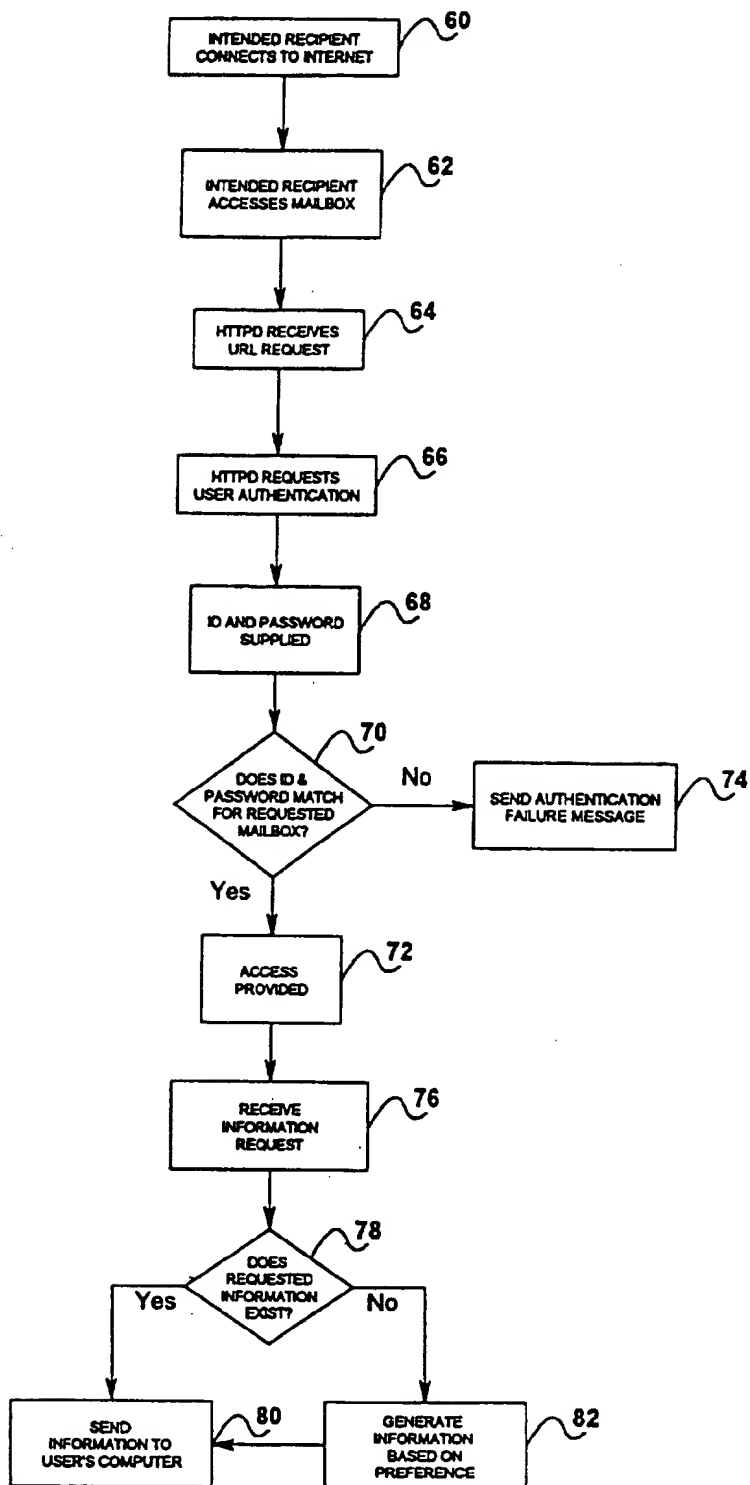 60
INTENDED RECIPIENT
CONNECTS TO INTERNET
62
INTENDED RECIPIENT
ACCESSES MAILBOX
64
HTTPD RECEIVES
URL REQUEST
66
HTTPD REQUESTS
USER AUTHENTICATION
68
ID AND PASSWORD
SUPPLIED
70
DOES ID &
PASSWORD MATCH
FOR REQUESTED
MAILBOX?
No
74
SEND AUTHENTICATION
FAILURE MESSAGE
Yes
72
ACCESS
PROVIDED
76
RECEIVE
INFORMATION
REQUEST
78
DOES
REQUESTED
INFORMATION
EXIST?
Yes
No
80
SEND
INFORMATION TO
USER'S COMPUTER
82
GENERATE
INFORMATION
BASED ON
PREFERENCE